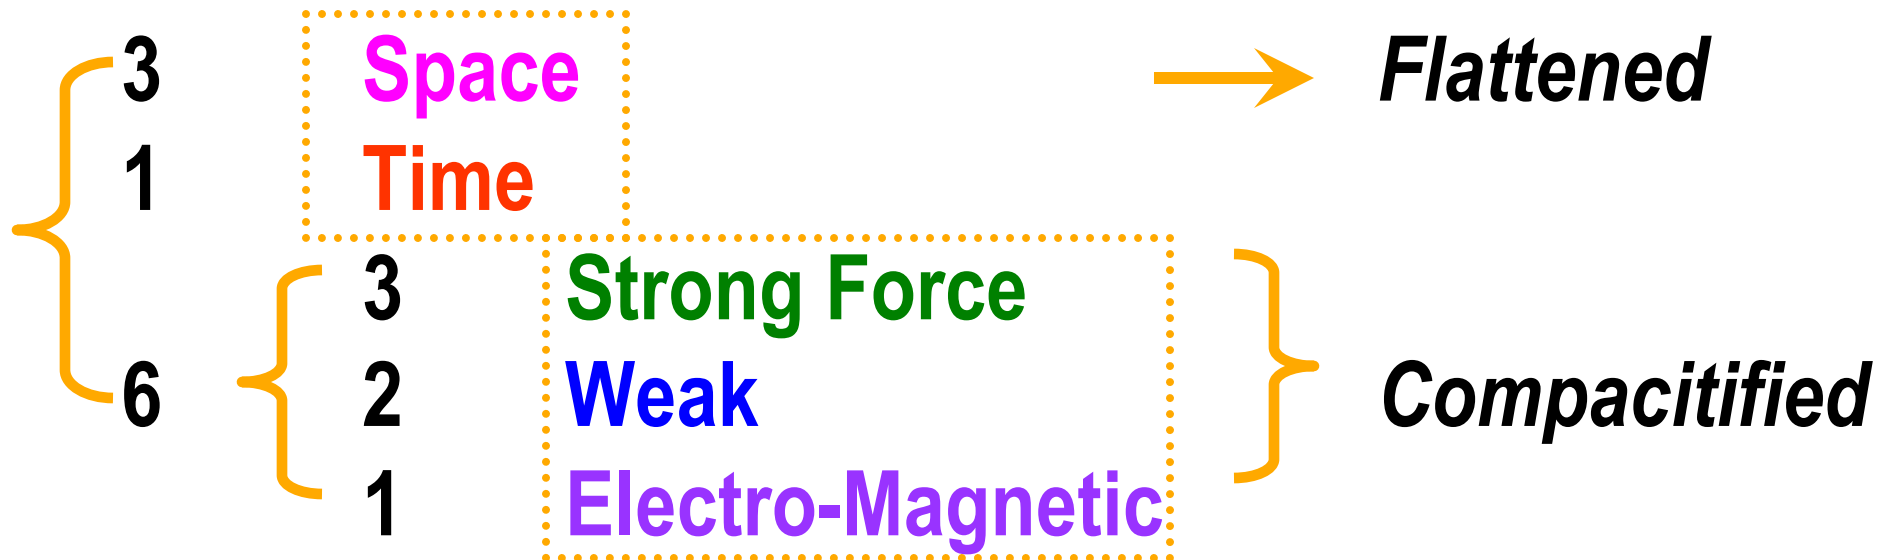 3 Space Flattened
1 Time
3 Strong Force
6 2 Weak Compacitified
1 Electro-Magnetic